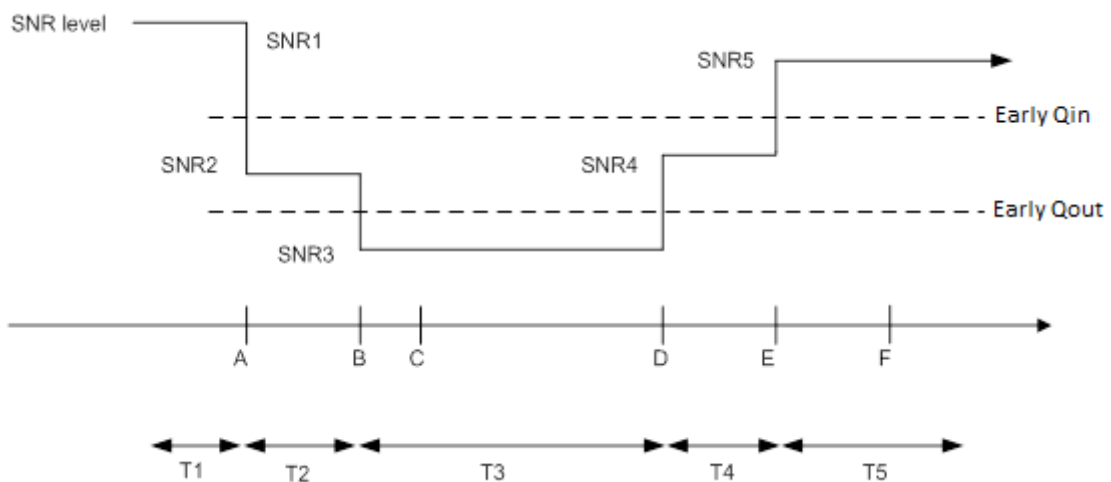 SNR level
SNR1
SNR5
Early Qin
SNR2
SNR4
Early Qout
SNR3
A B C D E F
T1 T2 T3 T4 T5